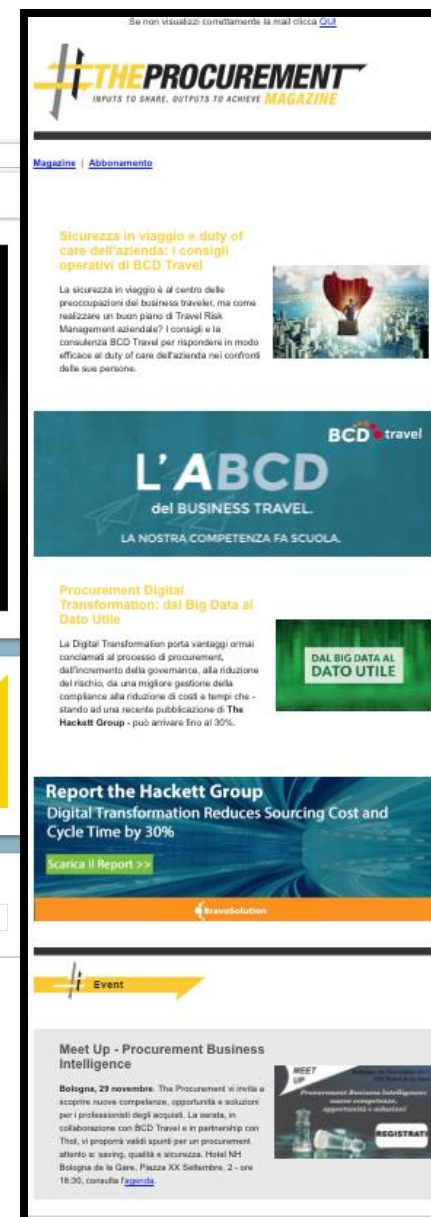 Se non visualizzi correttamente la mail clicca QUI
THEPROCUREMENT
INPUTS TO SHARE, OUTPUTS TO ACHIEVE MAGAZINE
Magazine | Abbonamento
Sicurezza in viaggio e duty of
care dell'azienda: i consigli
operativi di BCD Travel
La sicurezza in viaggio è al centro delle
preoccupazioni dei business traveler, ma come
realizzare un buon piano di Travel Risk
Management aziendale? I consigli e la
consulenza BCD Travel per rispondere in modo
efficace al duty of care dell'azienda nei confronti
delle sue persone.
BCD travel
L'ABCD
del BUSINESS TRAVEL.
LA NOSTRA COMPETENZA FA SCUOLA.
Procurement Digital
Transformation: dal Big Data al
Dato Utile
La Digital Transformation porta vantaggi ormai
conclamati al processo di procurement,
dall'incremento della governance, alla riduzione
del rischio, da una migliore gestione della
compliance alla riduzione di costi e tempi che -
stando ad una recente pubblicazione di The
Hackett Group - può arrivare fino al 30%.
DAL BIG DATA AL
DATO UTILE
Report the Hackett Group
Digital Transformation Reduces Sourcing Cost and
Cycle Time by 30%
Scarica il Report >>
BravoSolution
Event
Meet Up - Procurement Business
Intelligence
Bologna, 29 novembre. The Procurement vi invita a
scoprire nuove competenze, opportunità e soluzioni
per i professionisti degli acquisti. La serata, in
collaborazione con BCD Travel e in partnership con
Thot, vi proporrà validi spunti per un procurement
attento a: saving, qualità e sicurezza. Hotel NH
Bologna de la Gare, Piazza XX Settembre, 2 - ore
18:30, consulta l'agenda.
MEET
UP
Procurement Business Intelligence:
nuove competenze,
opportunità e soluzioni
REGISTRATI